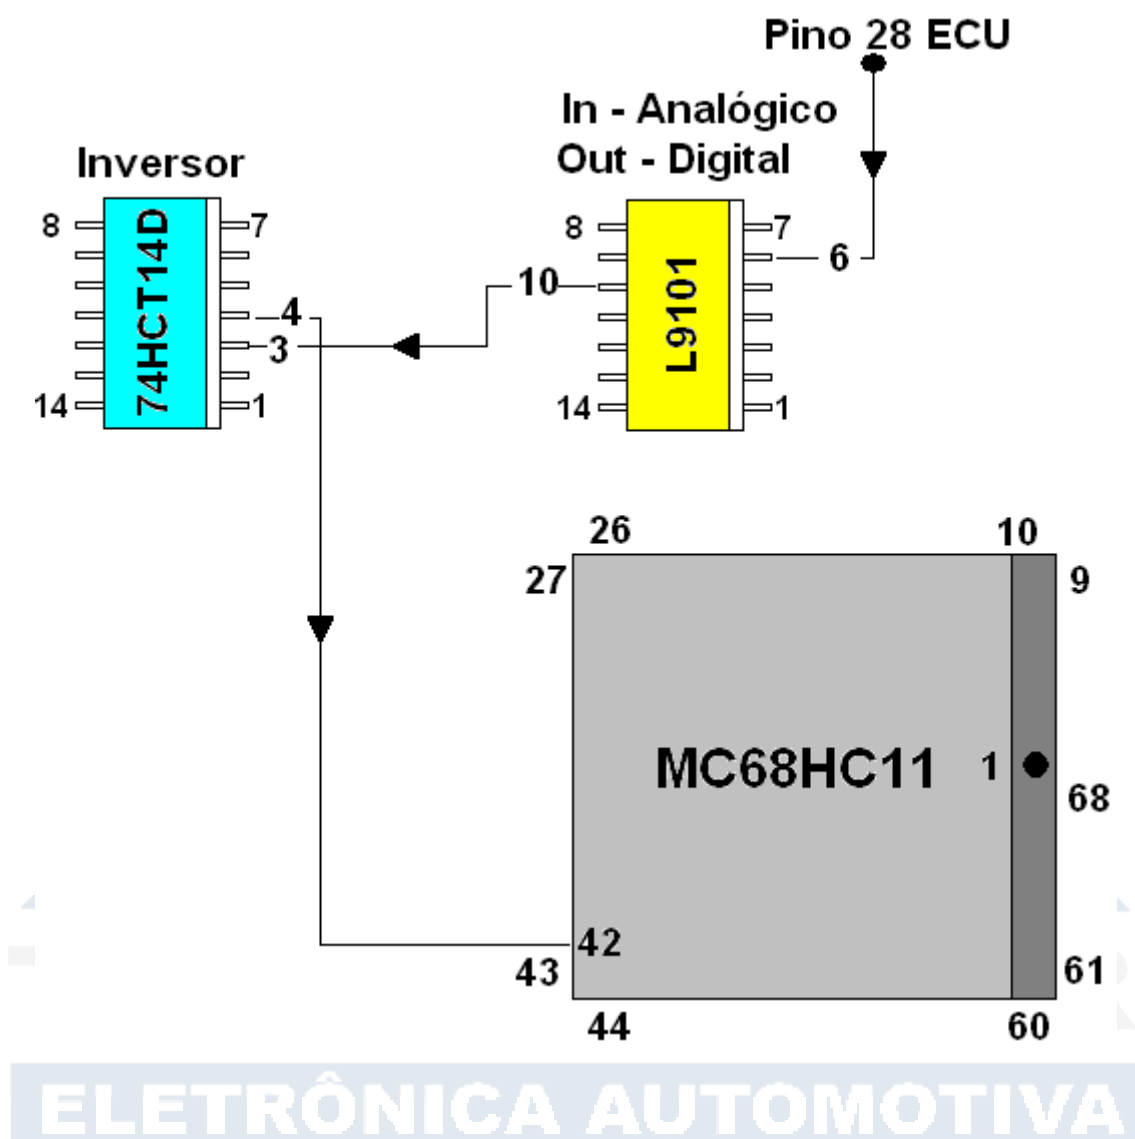 Pino 28 ECU
In - Analógico
Out - Digital
Inversor
8
7
74HCT14D
4
3
14
1
8
7
L9101
6
10
14
1
26
10
27
9
MC68HC11
1
68
42
43
61
44
60
ELETRÔNICA AUTOMOTIVA